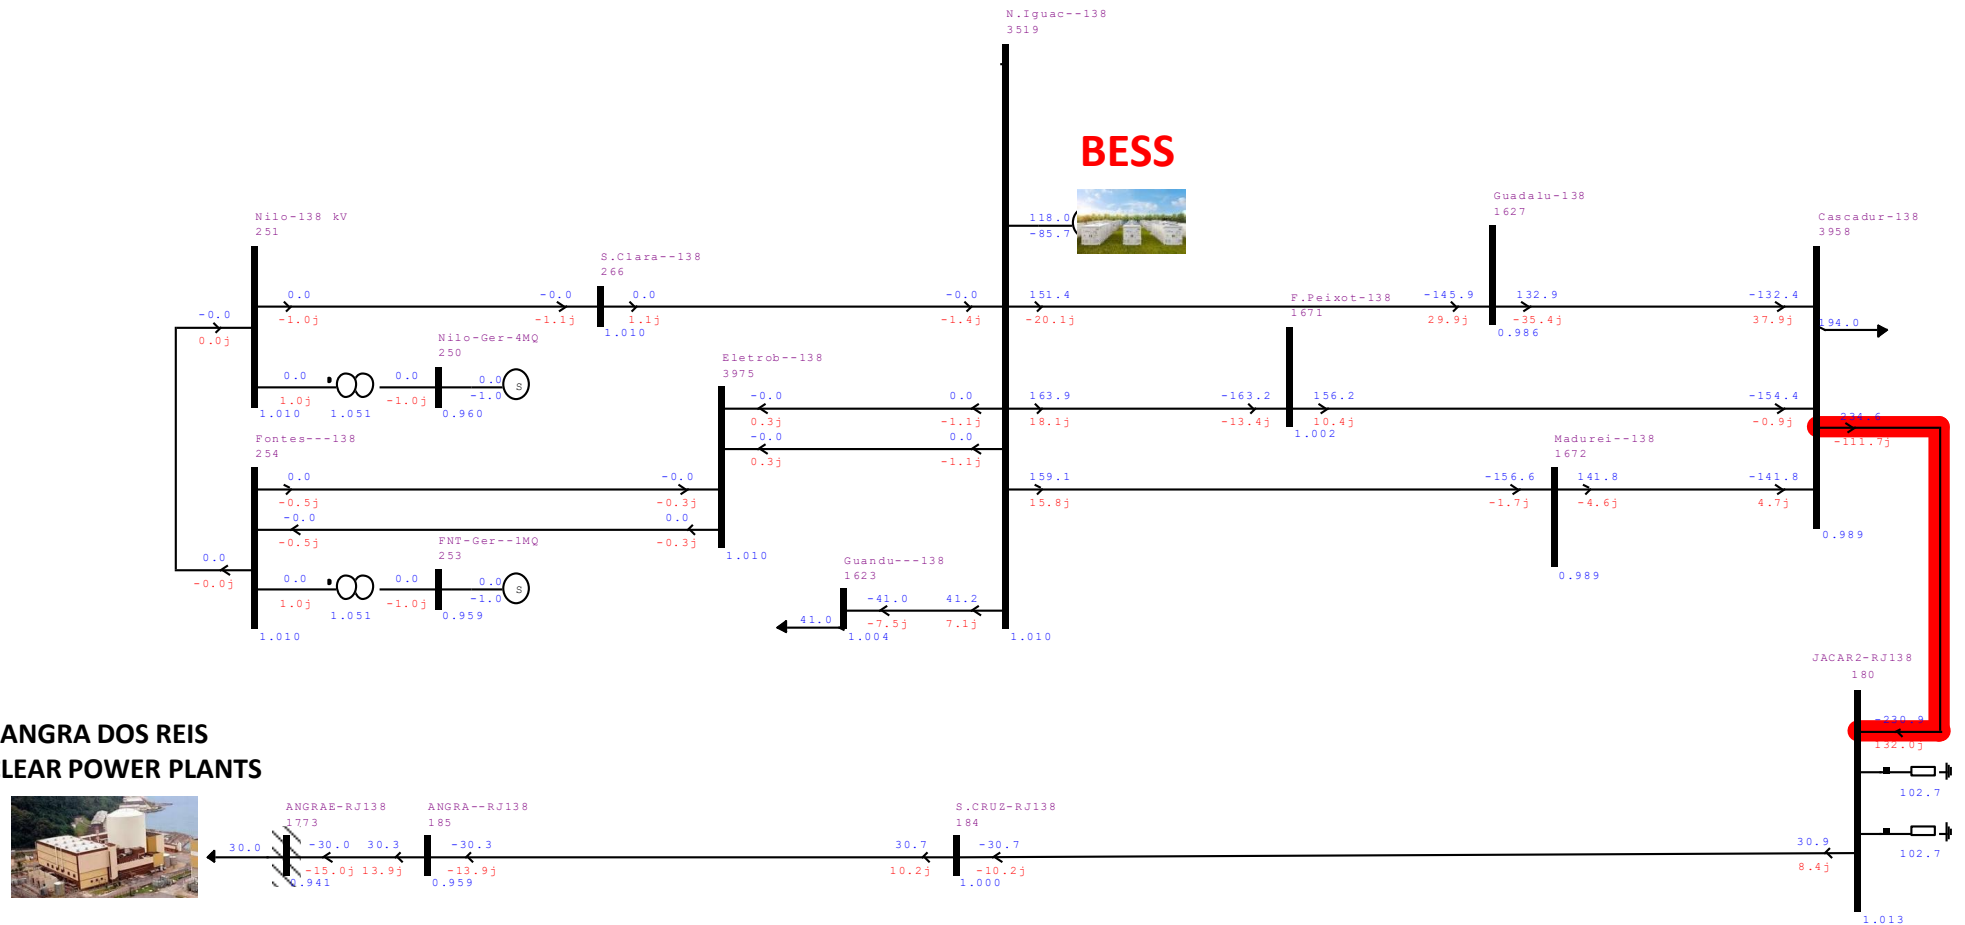 N.Iguac--138
3519
BESS
118.0
-85.7
Guadalu-138
1627
Cascadur-138
3958
Nilo-138 kV
251
S.Clara--138
266
F.Peixot-138
1671
-0.0
0.0j
0.0
-1.0j
-0.0
-1.1j
0.0
1.1j
-0.0
-1.4j
151.4
-20.1j
-145.9
29.9j
132.9
-35.4j
-132.4
37.9j
1.010
0.986
194.0
Nilo-Ger-4MQ
250
Eletrob--138
3975
0.0
1.0j
0.0
-1.0j
0.0
-1.0
S
1.010
1.051
0.960
-0.0
0.3j
0.0
-1.1j
163.9
18.1j
-163.2
-13.4j
156.2
10.4j
-154.4
-0.9j
1.002
-234.6
-111.7j
Fontes---138
254
-0.0
0.3j
0.0
-1.1j
Madurei--138
1672
0.0
-0.5j
-0.0
-0.3j
159.1
15.8j
-156.6
-1.7j
141.8
-4.6j
-141.8
4.7j
-0.0
-0.5j
0.0
-0.3j
0.989
FNT-Ger--1MQ
253
1.010
Guandu---138
1623
0.989
0.0
-0.0j
0.0
1.0j
0.0
-1.0j
0.0
-1.0
S
1.051
0.959
1.010
41.0
-41.0
-7.5j
41.2
7.1j
1.004
1.010
JACAR2-RJ138
180
-230.9
132.0j
102.7
102.7
ANGRA DOS REIS
LEAR POWER PLANTS
ANGRAE-RJ138
1773
ANGRA--RJ138
185
S.CRUZ-RJ138
184
30.0
-30.0
-15.0j
30.3
13.9j
-30.3
-13.9j
30.7
10.2j
-30.7
-10.2j
30.9
8.4j
0.941
0.959
1.000
1.013